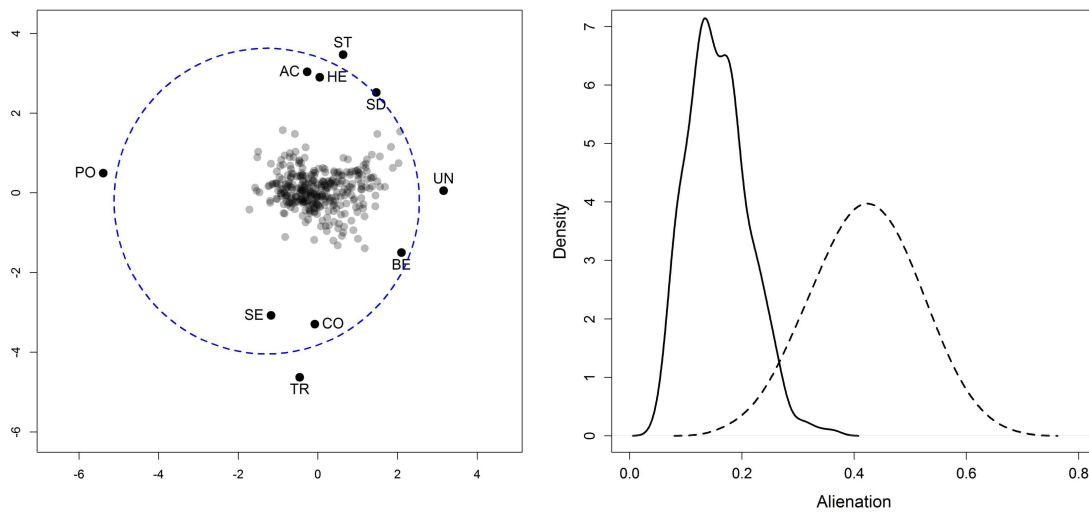 4
2
0
-2
-4
-6
-6 -4 -2 0 2 4
ST
AC
HE
SD
PO
UN
BE
SE
CO
TR
7
6
5
4
3
2
1
0
Density
0.0 0.2 0.4 0.6 0.8
Alienation